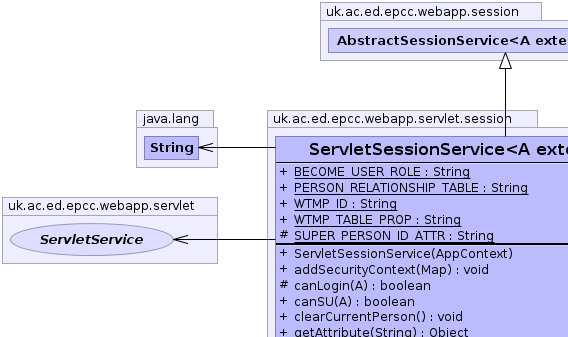 uk.ac.ed.epcc.webapp.session
AbstractSessionService<A exte
java.lang
String
uk.ac.ed.epcc.webapp.servlet.session
ServletSessionService<A exte
+ BECOME_USER_ROLE : String
+ PERSON_RELATIONSHIP_TABLE : String
+ WTMP_ID : String
+ WTMP_TABLE_PROP : String
# SUPER_PERSON_ID_ATTR : String
uk.ac.ed.epcc.webapp.servlet
ServletService
+ ServletSessionService(AppContext)
+ addSecurityContext(Map) : void
# canLogin(A) : boolean
+ canSU(A) : boolean
+ clearCurrentPerson() : void
+ getAttribute(String) : Object